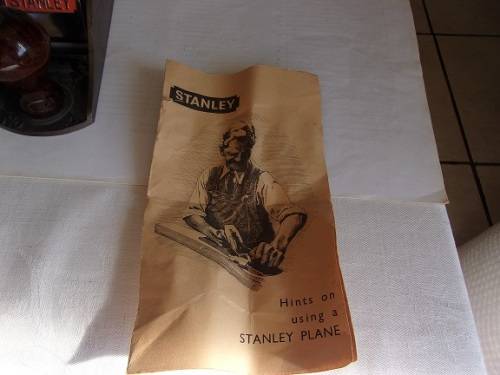 STANLEY
STANLEY
Hints on
using a
STANLEY PLANE